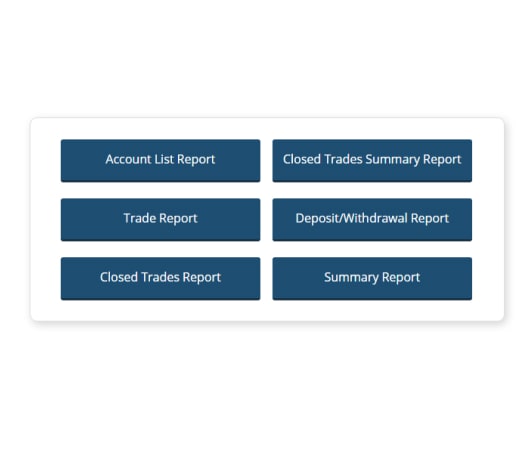 Account List Report
Closed Trades Summary Report
Trade Report
Deposit/Withdrawal Report
Closed Trades Report
Summary Report